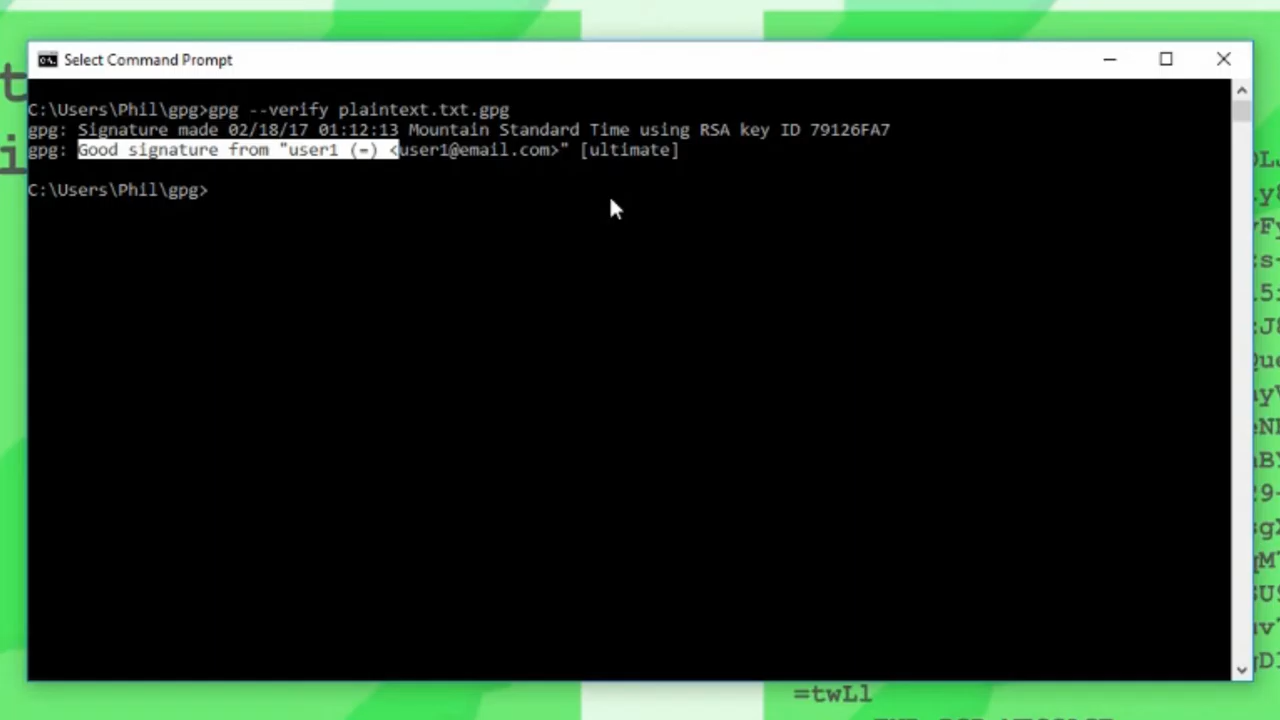 Select Command Prompt
C:\Users\Phil\gpg>gpg --verify plaintext.txt.gpg
gpg: Signature made 02/18/17 01:12:13 Mountain Standard Time using RSA key ID 79126FA7
gpg: Good signature from "user1 (=) <user1@email.com>" [ultimate]
C:\Users\Phil\gpg>
=twLl